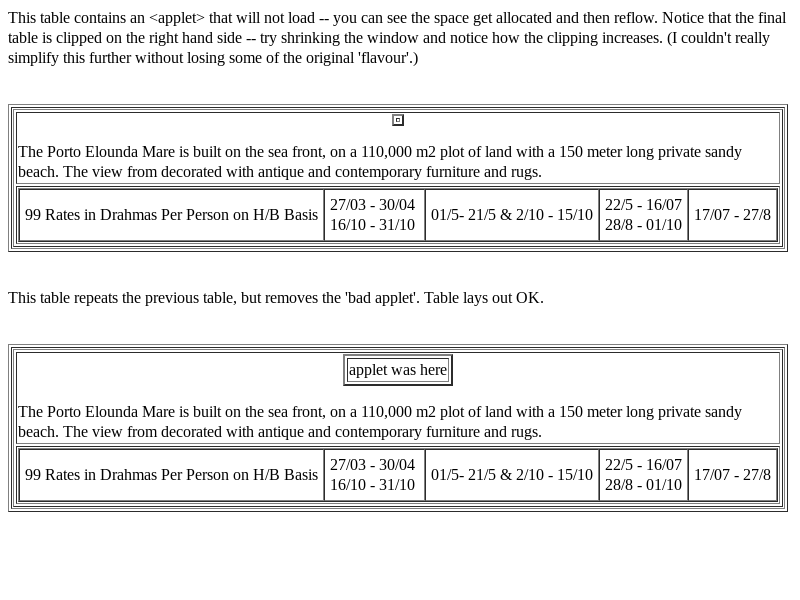 This table contains an <applet> that will not load -- you can see the space get allocated and then reflow. Notice that the final
table is clipped on the right hand side -- try shrinking the window and notice how the clipping increases. (I couldn't really
simplify this further without losing some of the original 'flavour'.)
The Porto Elounda Mare is built on the sea front, on a 110,000 m2 plot of land with a 150 meter long private sandy
beach. The view from decorated with antique and contemporary furniture and rugs.
99 Rates in Drahmas Per Person on H/B Basis
27/03 - 30/04
16/10 - 31/10
01/5- 21/5 & 2/10 - 15/10
22/5 - 16/07
28/8 - 01/10
17/07 - 27/8
This table repeats the previous table, but removes the 'bad applet'. Table lays out OK.
applet was here
The Porto Elounda Mare is built on the sea front, on a 110,000 m2 plot of land with a 150 meter long private sandy
beach. The view from decorated with antique and contemporary furniture and rugs.
99 Rates in Drahmas Per Person on H/B Basis
27/03 - 30/04
16/10 - 31/10
01/5- 21/5 & 2/10 - 15/10
22/5 - 16/07
28/8 - 01/10
17/07 - 27/8